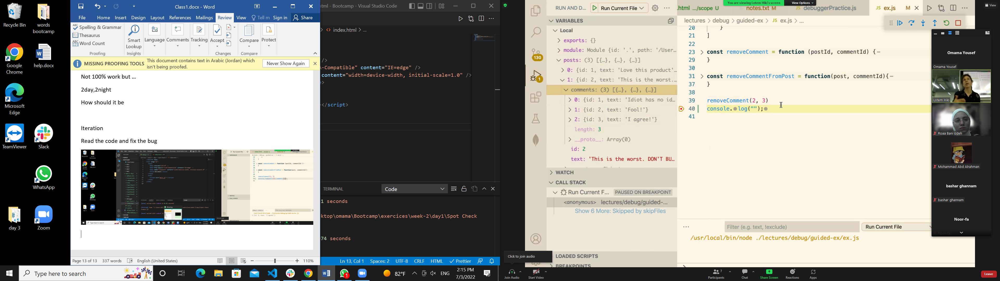 Recycle Bin
words
bootcamp
Google
Chrome
help.docx
Microsoft
Edge
TeamViewer
Slack
WhatsApp
day 3
Zoom
Class1.docx - Word
File
Home
Insert
Design
Layout
References
Mailings
Review
View
Tell m
Sign in
Share
Spelling & Grammar
Thesaurus
Word Count
Proofing
Smart
Lookup
Insights
Language
Comments
Tracking
Accept
Changes
Compare
Compare
Protect
MISSING PROOFING TOOLS
This document contains text in Arabic (Jordan) which
isn't being proofed.
Never Show Again
Not 100% work but ...
2day,2night
How should it be
Iteration
Read the code and fix the bug
Page 13 of 13
337 words
English (United States)
110%
html - Bootcamp - Visual Studio Code
index.html > ...
/>
-Compatible" content="IE=edge" />
content="width=device-width, initial-scale=1.0" />
></script>
TERMINAL
Code
1 seconds
ktop\omama\Bootcamp\exercices\week-2\day1\Spot Check
74 seconds
Ln 13, Col 1
Spaces: 2
UTF-8
CRLF
HTML
Prettier
Type here to search
82°F
ENG
2:15 PM
7/3/2022
You are viewing Lotem Hiki's screen
View Options
View
RUN AND D...
Run Current File
.html .../scope U
notes.txt M
debuggerPractice.js
ex.js
M
lectures > debug > guided-ex > JS ex.js > ...
130
1
VARIABLES
Local
exports: {}
module: Module {id: '.', path: '/User...
posts: (3) [{…}, {…}, {…}]
0: {id: 1, text: 'Love this product'...
1: {id: 2, text: 'This is the worst...
comments: (3) [{…}, {…}, {…}]
0: {id: 1, text: 'Idiot has no id...
1: {id: 2, text: 'Fool!'}
2: {id: 3, text: 'I agree!'}
length: 3
__proto__: Array(0)
id: 2
text: 'This is the worst. DON'T BU...
WATCH
CALL STACK
Run Current F...
PAUSED ON BREAKPOINT
<anonymous> lectures/debug/guided-...
Show 6 More: Skipped by skipFiles
LOADED SCRIPTS
BREAKPOINTS
20 }
21 ]
22
23 const removeComment = function (postId, commentId) {…
29 }
30
31 const removeCommentFromPost = function(post, commentId){…
37 }
38
39 removeComment(2, 3)
40 console.log("");
41
Filter (e.g. text, !exclude)
Run Current File
/usr/local/bin/node ./lectures/debug/guided-ex/ex.js
Omama Yousef
Omama Yousef
Lotem Hiki
Roaa Bani odeh
Mohammad Abd Alrahman
bashar ghannam
bashar ghannam
Noor-fa
Click to join audio
Join Audio
Start Video
Participants
7
Chat
Share Screen
Reactions
Apps
Leave